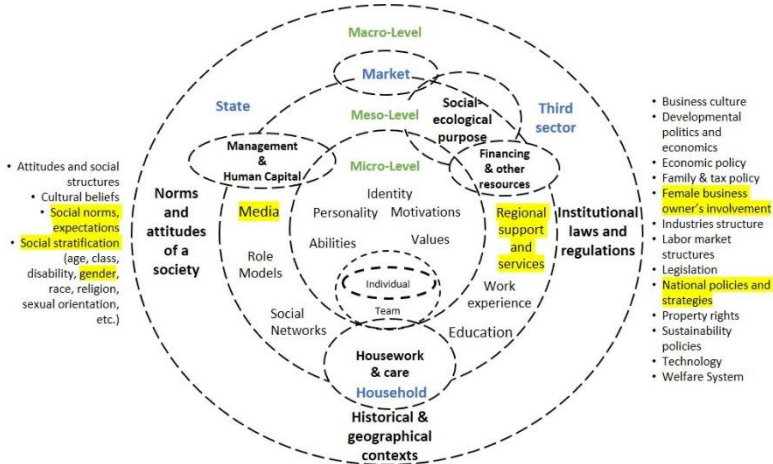 Macro-Level
Market
State
Meso-Level
Social-
ecological
purpose
Third
sector
Management
&
Human Capital
Micro-Level
Financing
& other
resources
• Attitudes and social
structures
• Cultural beliefs
• Social norms,
expectations
• Social stratification
(age, class,
disability, gender,
race, religion,
sexual orientation,
etc.)
Norms
and
attitudes
of a
society
Media
Role
Models
Social
Networks
Identity
Personality
Motivations
Abilities
Values
Individual
Team
Regional
support
and
services
Work
experience
Education
Institutional
laws and
regulations
Housework
& care
Household
Historical &
geographical
contexts
• Business culture
• Developmental
politics and
economics
• Economic policy
• Family & tax policy
• Female business
owner's involvement
• Industries structure
• Labor market
structures
• Legislation
• National policies and
strategies
• Property rights
• Sustainability
policies
• Technology
• Welfare System